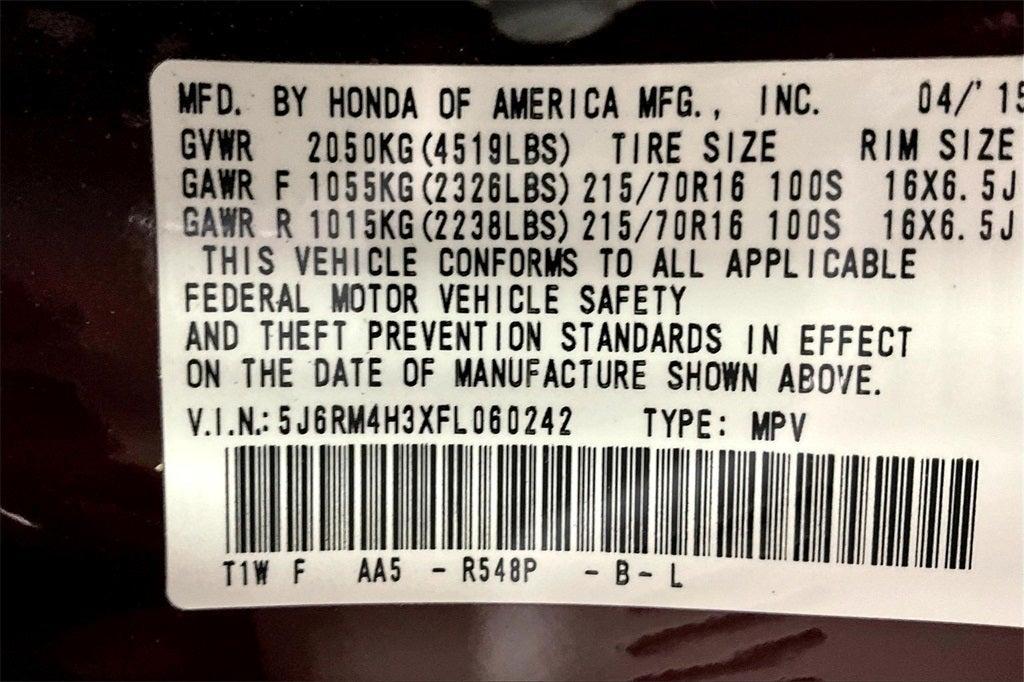 MFD. BY HONDA OF AMERICA MFG., INC. 04/'15
GVWR 2050KG(4519LBS) TIRE SIZE RIM SIZE
GAWR F 1055KG(2326LBS) 215/70R16 100S 16X6.5J
GAWR R 1015KG(2238LBS) 215/70R16 100S 16X6.5J
THIS VEHICLE CONFORMS TO ALL APPLICABLE
FEDERAL MOTOR VEHICLE SAFETY
AND THEFT PREVENTION STANDARDS IN EFFECT
ON THE DATE OF MANUFACTURE SHOWN ABOVE.
V.I.N.: 5J6RM4H3XFL060242 TYPE: MPV
T1W F AA5 - R548P - B - L